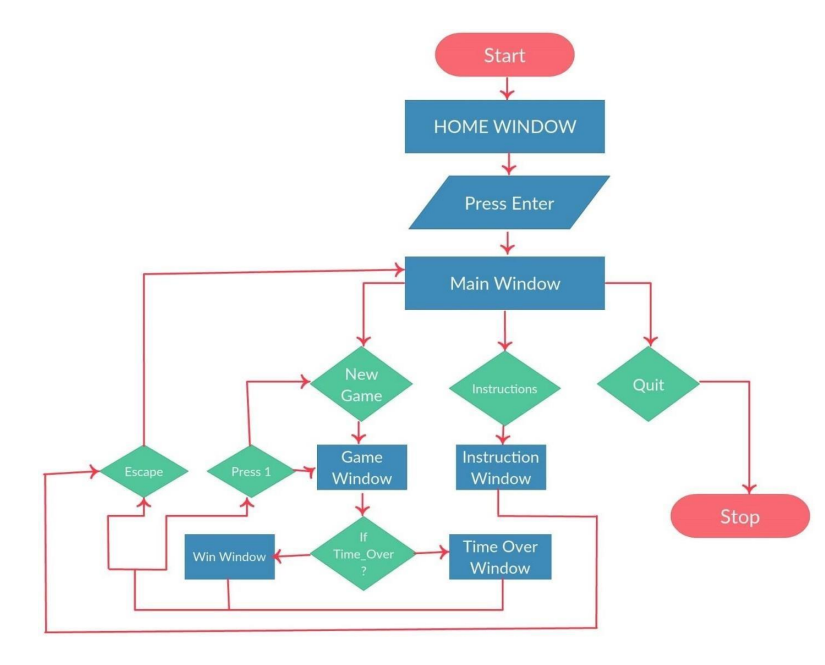 Start
HOME WINDOW
Press Enter
Main Window
New
Game
Instructions
Quit
Escape
Press 1
Game
Window
Instruction
Window
Stop
Win Window
If
Time_Over
?
Time Over
Window